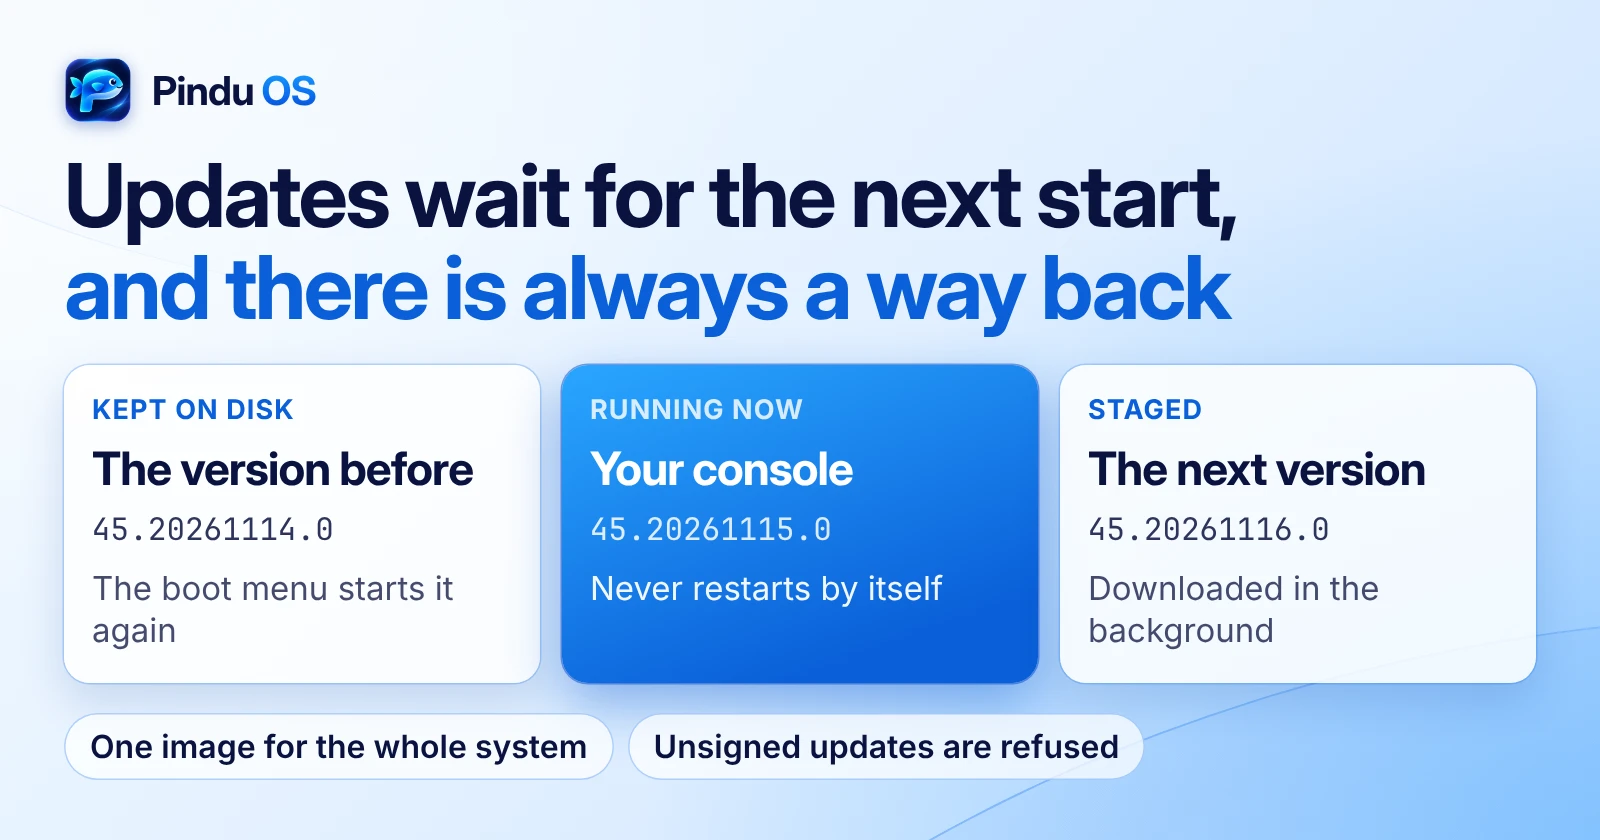 Pindu OS
Updates wait for the next start,
and there is always a way back
KEPT ON DISK
The version before
45.20261114.0
The boot menu starts it
again
RUNNING NOW
Your console
45.20261115.0
Never restarts by itself
STAGED
The next version
45.20261116.0
Downloaded in the
background
One image for the whole system
Unsigned updates are refused